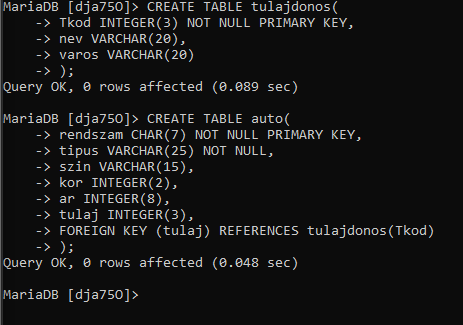 MariaDB [dja75O]> CREATE TABLE tulajdonos(
    -> Tkod INTEGER(3) NOT NULL PRIMARY KEY,
    -> nev VARCHAR(20),
    -> varos VARCHAR(20)
    -> );
Query OK, 0 rows affected (0.089 sec)

MariaDB [dja75O]> CREATE TABLE auto(
    -> rendszam CHAR(7) NOT NULL PRIMARY KEY,
    -> tipus VARCHAR(25) NOT NULL,
    -> szin VARCHAR(15),
    -> kor INTEGER(2),
    -> ar INTEGER(8),
    -> tulaj INTEGER(3),
    -> FOREIGN KEY (tulaj) REFERENCES tulajdonos(Tkod)
    -> );
Query OK, 0 rows affected (0.048 sec)

MariaDB [dja75O]>